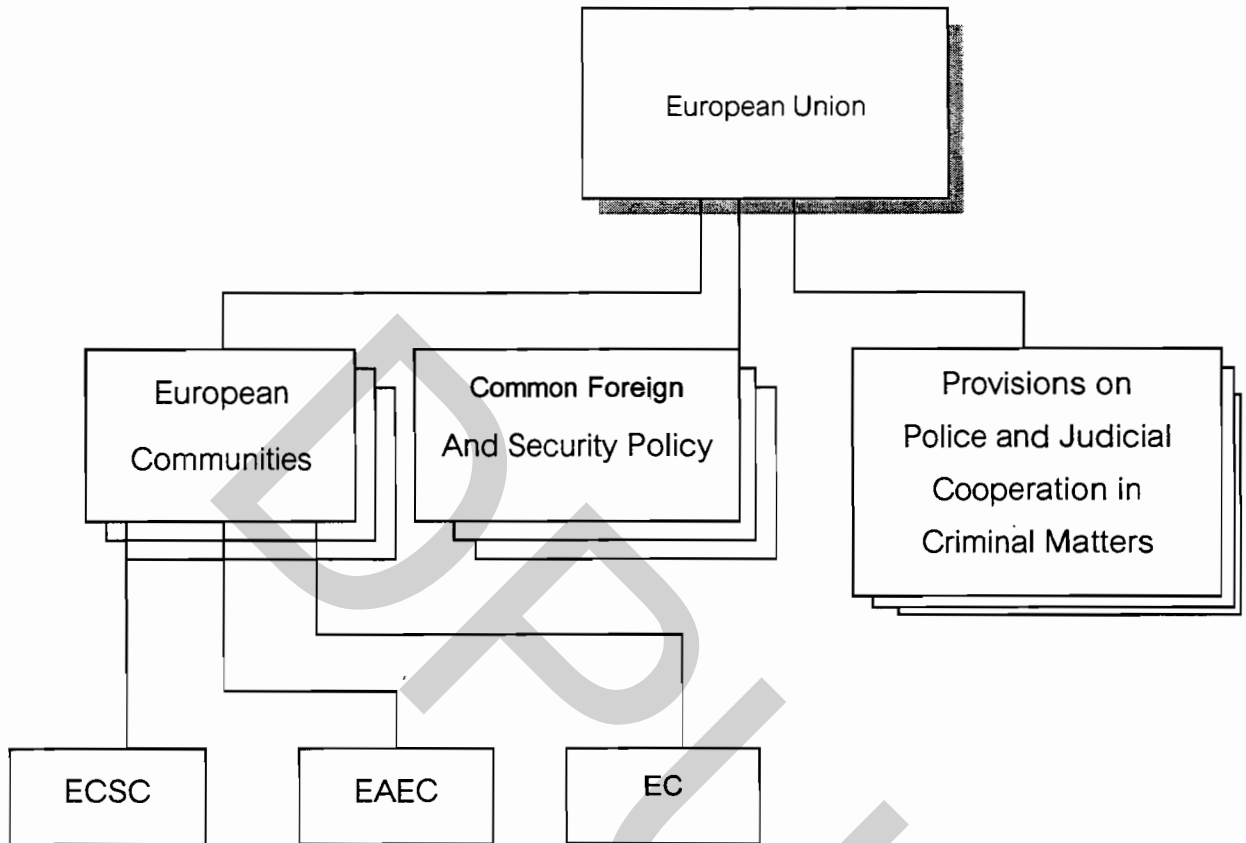 European Union
European
Communities
Common Foreign
And Security Policy
Provisions on
Police and Judicial
Cooperation in
Criminal Matters
ECSC
EAEC
EC